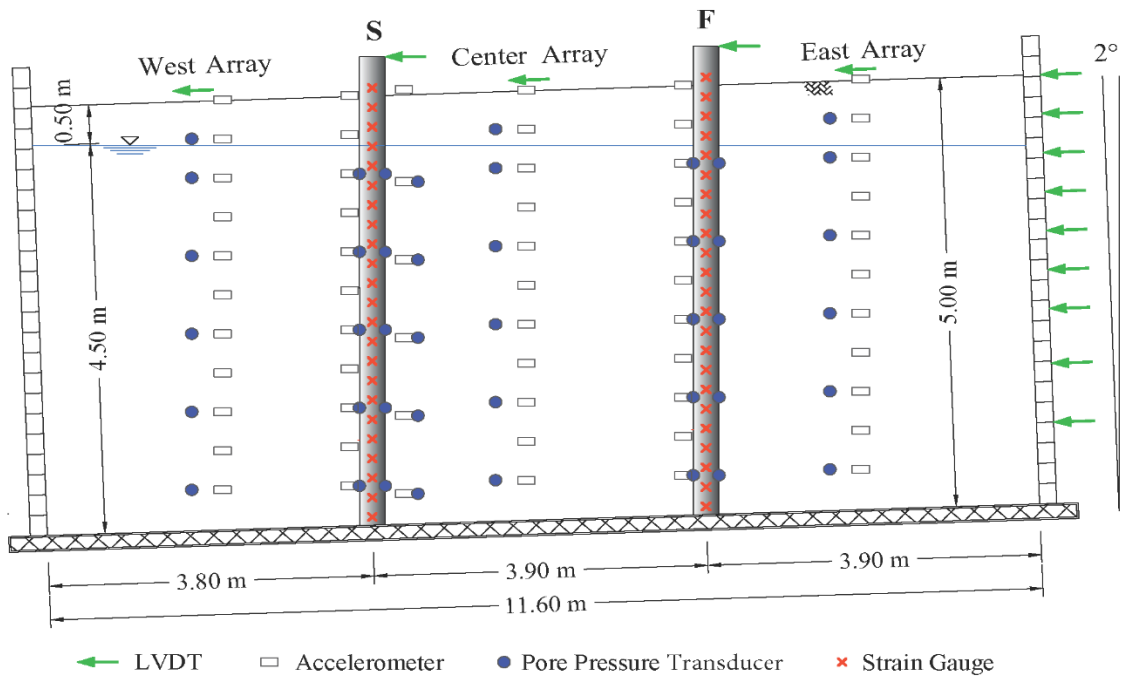 S
F
West Array
Center Array
East Array
2°
0.50 m
4.50 m
5.00 m
3.80 m
3.90 m
3.90 m
11.60 m
LVDT
Accelerometer
Pore Pressure Transducer
Strain Gauge